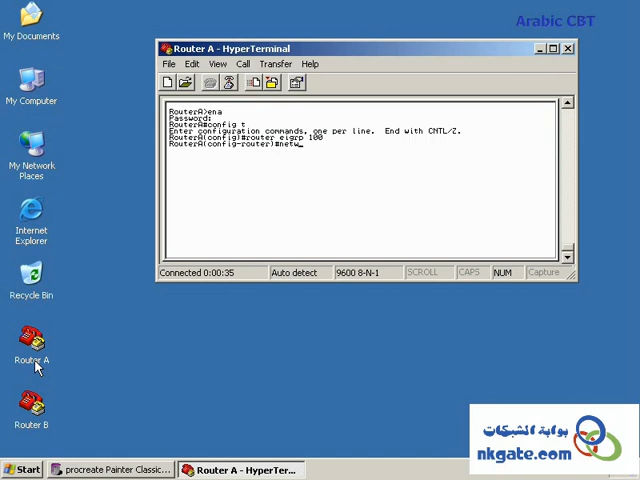 Arabic CBT
My Documents
My Computer
My Network
Places
Internet
Explorer
Recycle Bin
Router A
Router B
Router A - HyperTerminal
File Edit View Call Transfer Help
RouterA>ena
Password:
RouterA#config t
Enter configuration commands, one per line. End with CNTL/Z.
RouterA(config)#router eigrp 100
RouterA(config-router)#netw_
Connected 0:00:35 Auto detect 9600 8-N-1 SCROLL CAPS NUM Capture
بوابة الشبكات
nkgate.com
Start procreate Painter Classic... Router A - HyperTer...